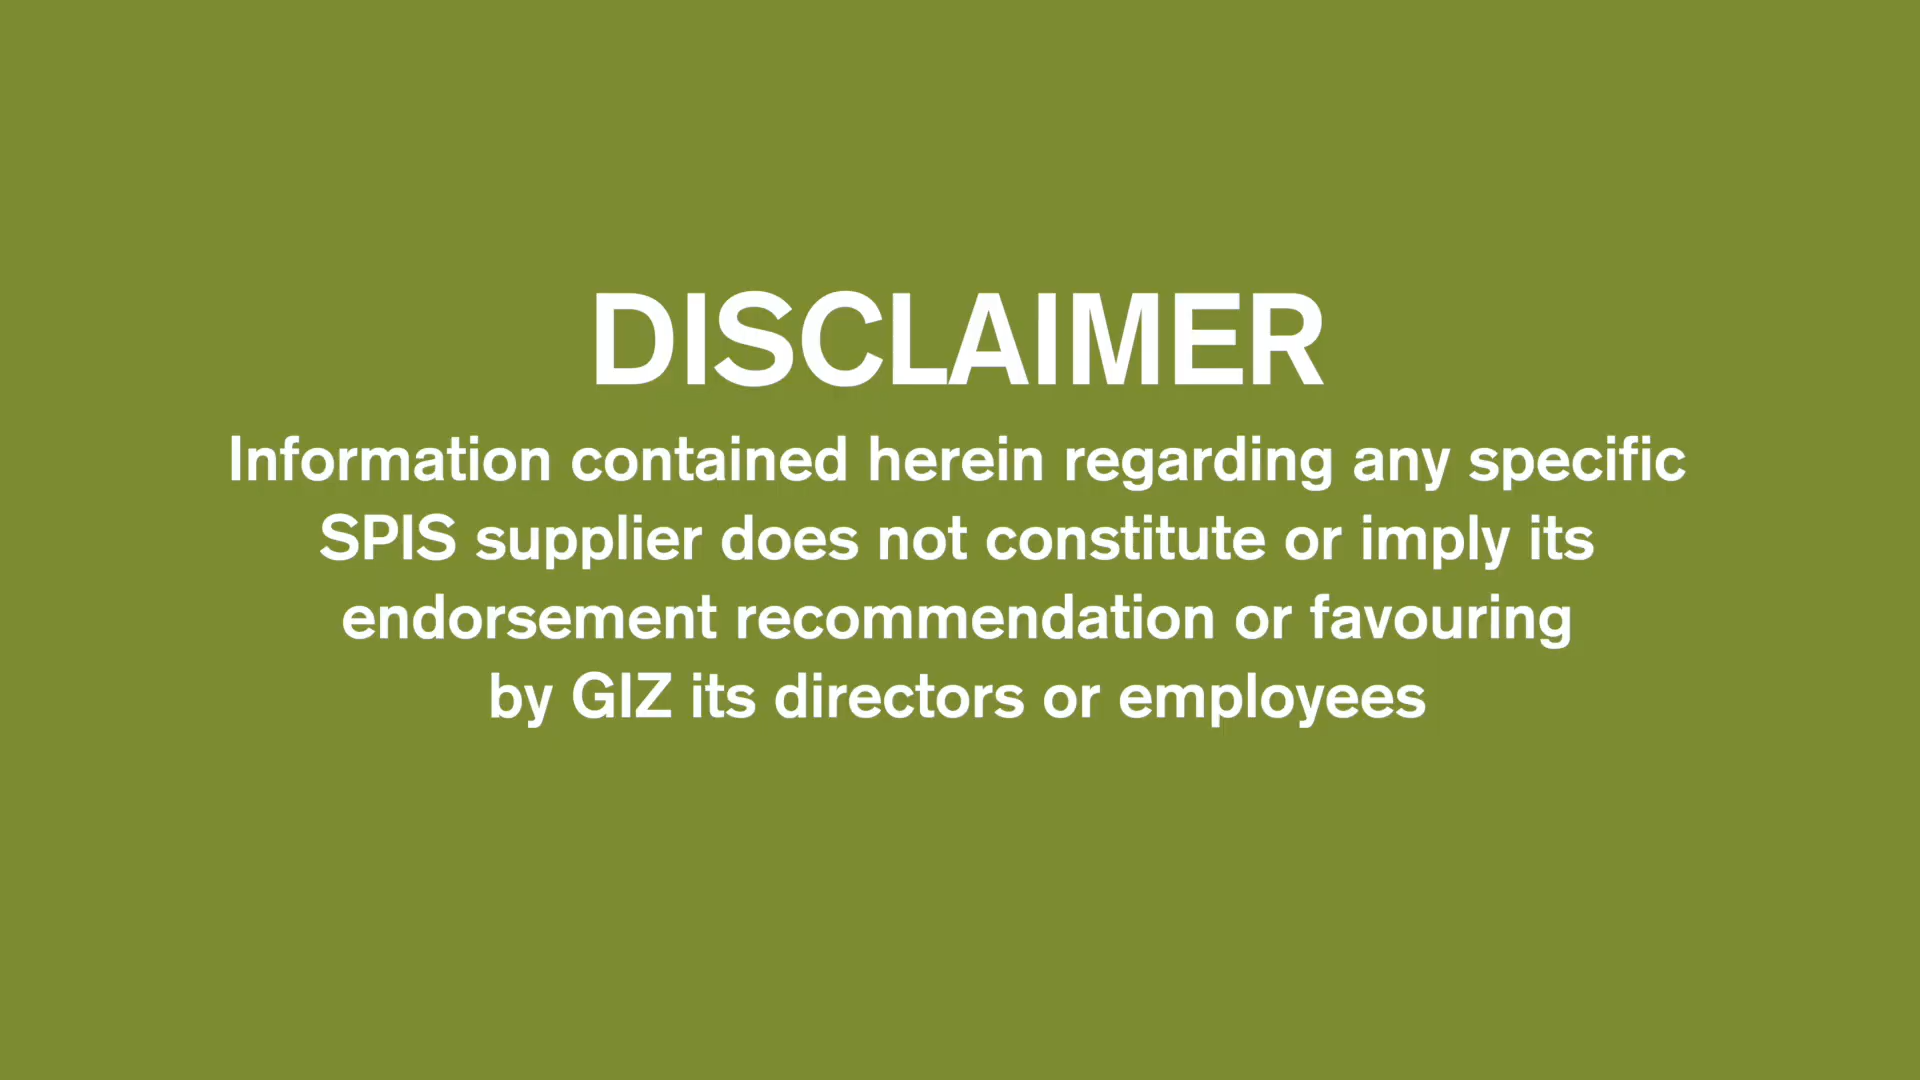 DISCLAIMER
Information contained herein regarding any specific
SPIS supplier does not constitute or imply its
endorsement recommendation or favouring
by GIZ its directors or employees